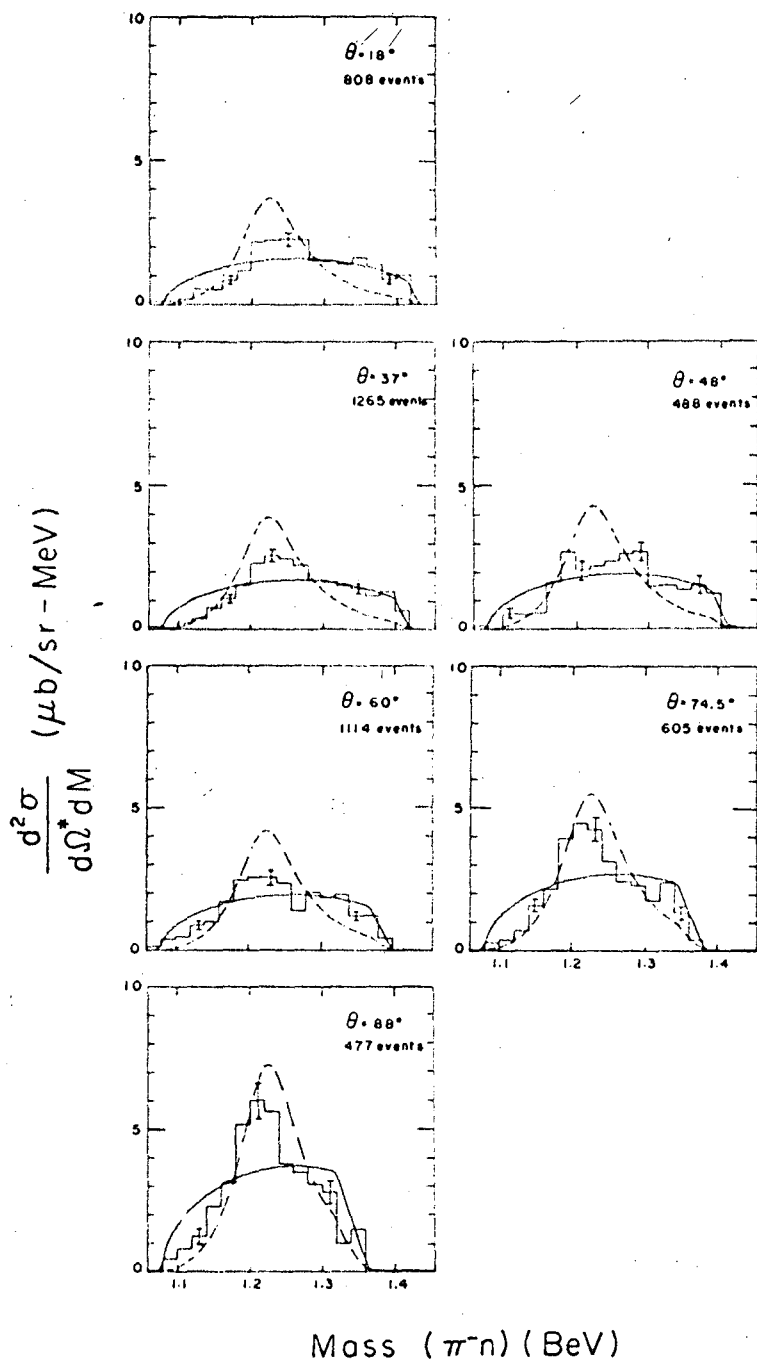 10
θ = 18°
808 events
5
0
10
θ = 37°
1265 events
5
0
10
θ = 48°
488 events
5
0
10
θ = 60°
1114 events
5
0
10
θ = 74.5°
605 events
5
0
1.1 1.2 1.3 1.4
10
θ = 88°
477 events
5
0
1.1 1.2 1.3 1.4
d²σ
dΩ* dM
(μb/sr-MeV)
Mass (π⁻n) (BeV)